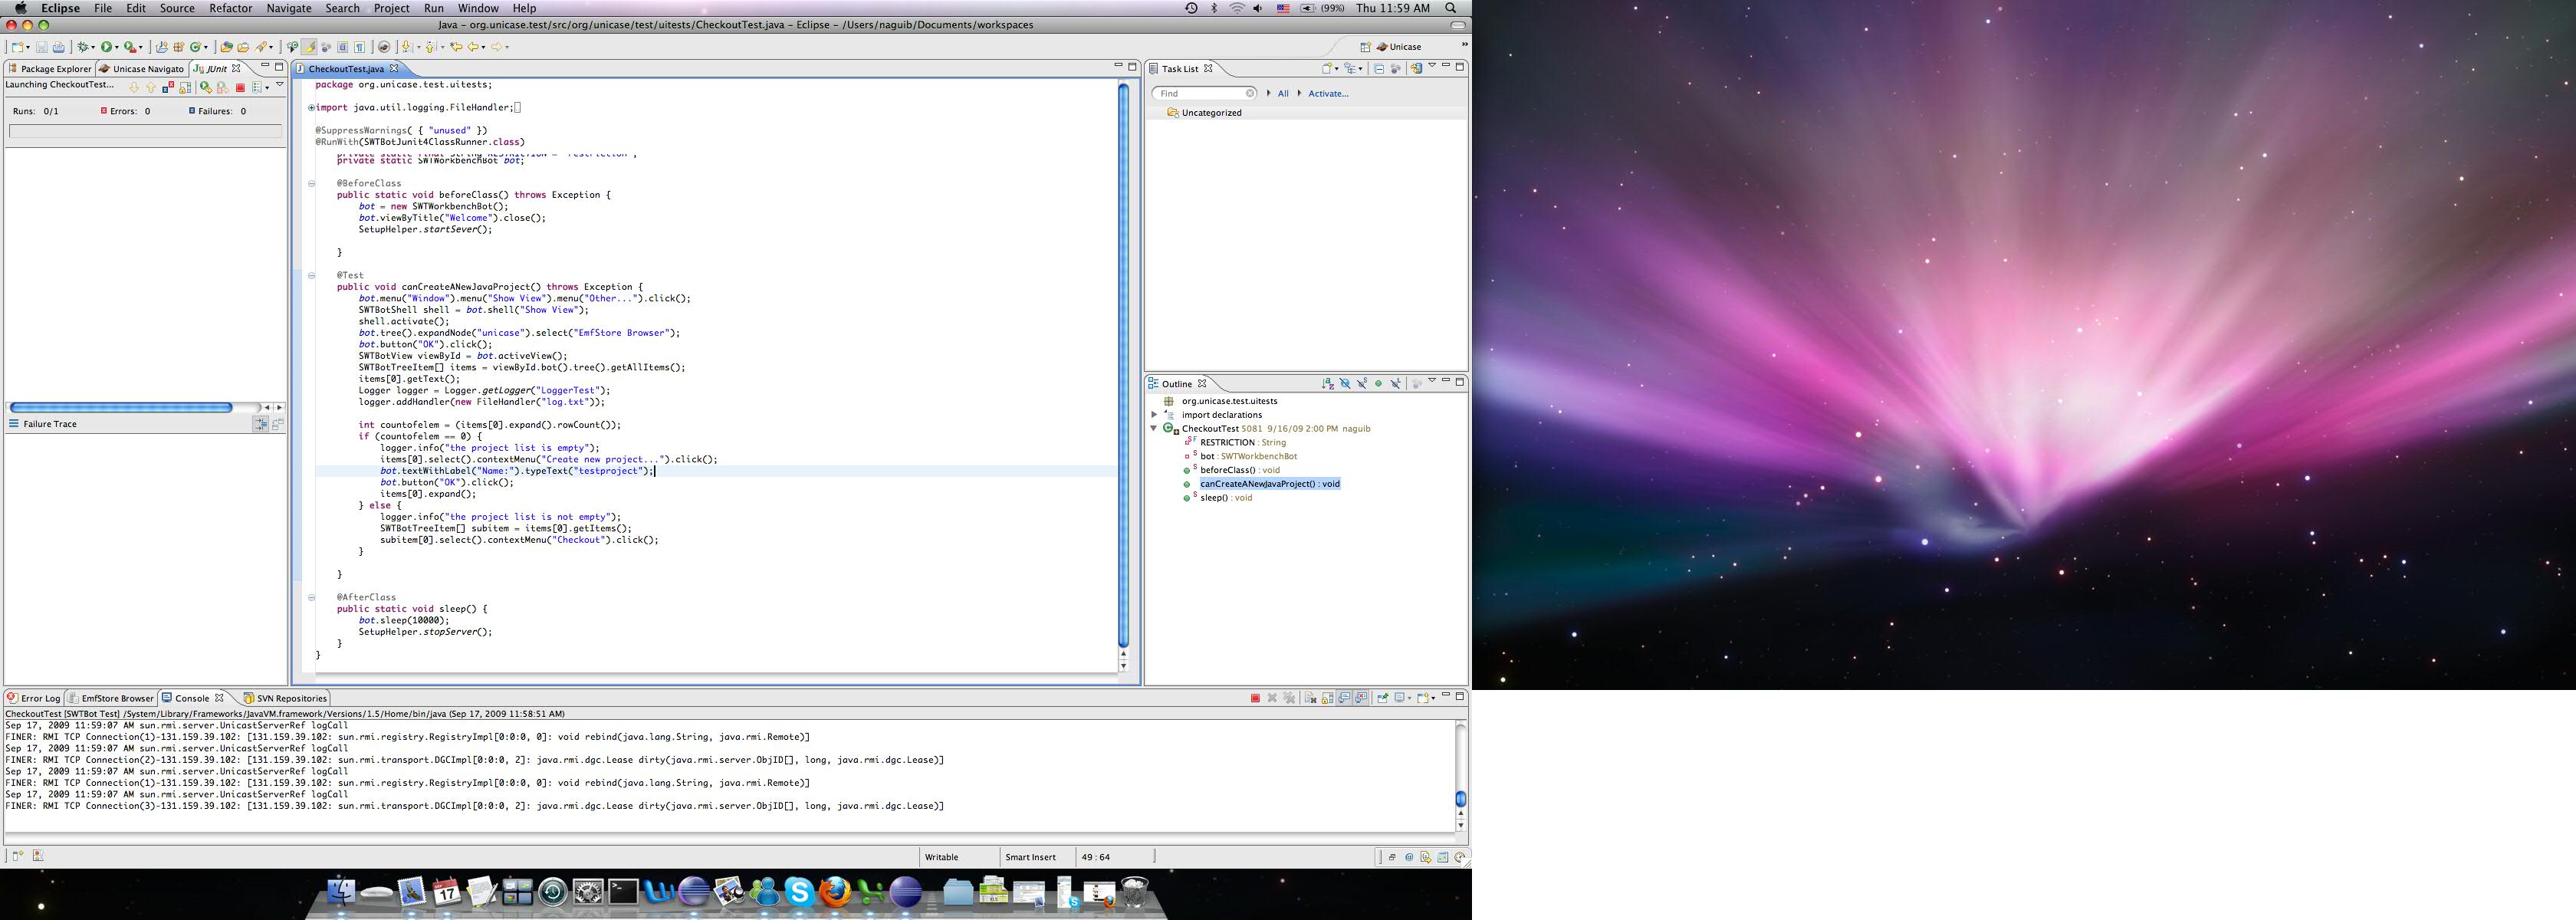 Eclipse File Edit Source Refactor Navigate Search Project Run Window Help
(99%) Thu 11:59 AM
Java - org.unicase.test/src/org/unicase/test/uitests/CheckoutTest.java - Eclipse - /Users/naguib/Documents/workspaces
Unicase
Package Explorer Unicase Navigato JUnit
Launching CheckoutTest...
Runs: 0/1 Errors: 0 Failures: 0
Failure Trace
CheckoutTest.java
package org.unicase.test.uitests;
import java.util.logging.FileHandler;
@SuppressWarnings( { "unused" })
@RunWith(SWTBotJunit4ClassRunner.class)
private static SWTWorkbenchBot bot;
@BeforeClass
public static void beforeClass() throws Exception {
bot = new SWTWorkbenchBot();
bot.viewByTitle("Welcome").close();
SetupHelper.startSever();
}
@Test
public void canCreateANewJavaProject() throws Exception {
bot.menu("Window").menu("Show View").menu("Other...").click();
SWTBotShell shell = bot.shell("Show View");
shell.activate();
bot.tree().expandNode("unicase").select("EmfStore Browser");
bot.button("OK").click();
SWTBotView viewById = bot.activeView();
SWTBotTreeItem[] items = viewById.bot().tree().getAllItems();
items[0].getText();
Logger logger = Logger.getLogger("LoggerTest");
logger.addHandler(new FileHandler("log.txt"));
int countofelem = (items[0].expand().rowCount());
if (countofelem == 0) {
logger.info("the project list is empty");
items[0].select().contextMenu("Create new project...").click();
bot.textWithLabel("Name:").typeText("testproject");
bot.button("OK").click();
items[0].expand();
} else {
logger.info("the project list is not empty");
SWTBotTreeItem[] subitem = items[0].getItems();
subitem[0].select().contextMenu("Checkout").click();
}
}
@AfterClass
public static void sleep() {
bot.sleep(10000);
SetupHelper.stopServer();
}
}
Task List
Find All Activate...
Uncategorized
Outline
org.unicase.test.uitests
import declarations
CheckoutTest 5081 9/16/09 2:00 PM naguib
RESTRICTION : String
bot : SWTWorkbenchBot
beforeClass() : void
canCreateANewJavaProject() : void
sleep() : void
Error Log EmfStore Browser Console SVN Repositories
CheckoutTest [SWTBot Test] /System/Library/Frameworks/JavaVM.framework/Versions/1.5/Home/bin/java (Sep 17, 2009 11:58:51 AM)
Sep 17, 2009 11:59:07 AM sun.rmi.server.UnicastServerRef logCall
FINER: RMI TCP Connection(1)-131.159.39.102: [131.159.39.102: sun.rmi.registry.RegistryImpl[0:0:0, 0]: void rebind(java.lang.String, java.rmi.Remote)]
Sep 17, 2009 11:59:07 AM sun.rmi.server.UnicastServerRef logCall
FINER: RMI TCP Connection(2)-131.159.39.102: [131.159.39.102: sun.rmi.transport.DGCImpl[0:0:0, 2]: java.rmi.dgc.Lease dirty(java.rmi.server.ObjID[], long, java.rmi.dgc.Lease)]
Sep 17, 2009 11:59:07 AM sun.rmi.server.UnicastServerRef logCall
FINER: RMI TCP Connection(1)-131.159.39.102: [131.159.39.102: sun.rmi.registry.RegistryImpl[0:0:0, 0]: void rebind(java.lang.String, java.rmi.Remote)]
Sep 17, 2009 11:59:07 AM sun.rmi.server.UnicastServerRef logCall
FINER: RMI TCP Connection(3)-131.159.39.102: [131.159.39.102: sun.rmi.transport.DGCImpl[0:0:0, 2]: java.rmi.dgc.Lease dirty(java.rmi.server.ObjID[], long, java.rmi.dgc.Lease)]
Writable Smart Insert 49 : 64
17